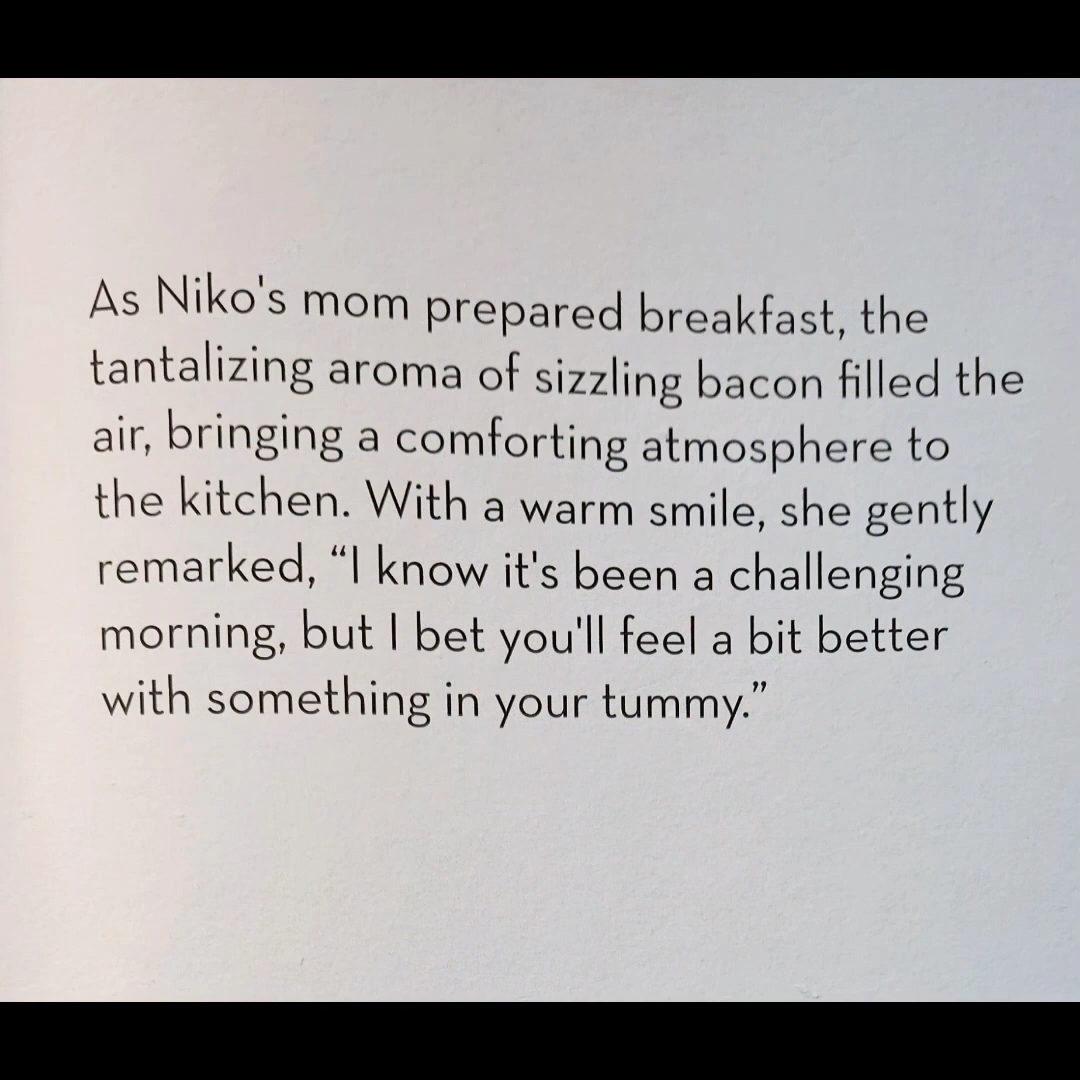 As Niko's mom prepared breakfast, the
tantalizing aroma of sizzling bacon filled the
air, bringing a comforting atmosphere to
the kitchen. With a warm smile, she gently
remarked, “I know it's been a challenging
morning, but I bet you'll feel a bit better
with something in your tummy.”